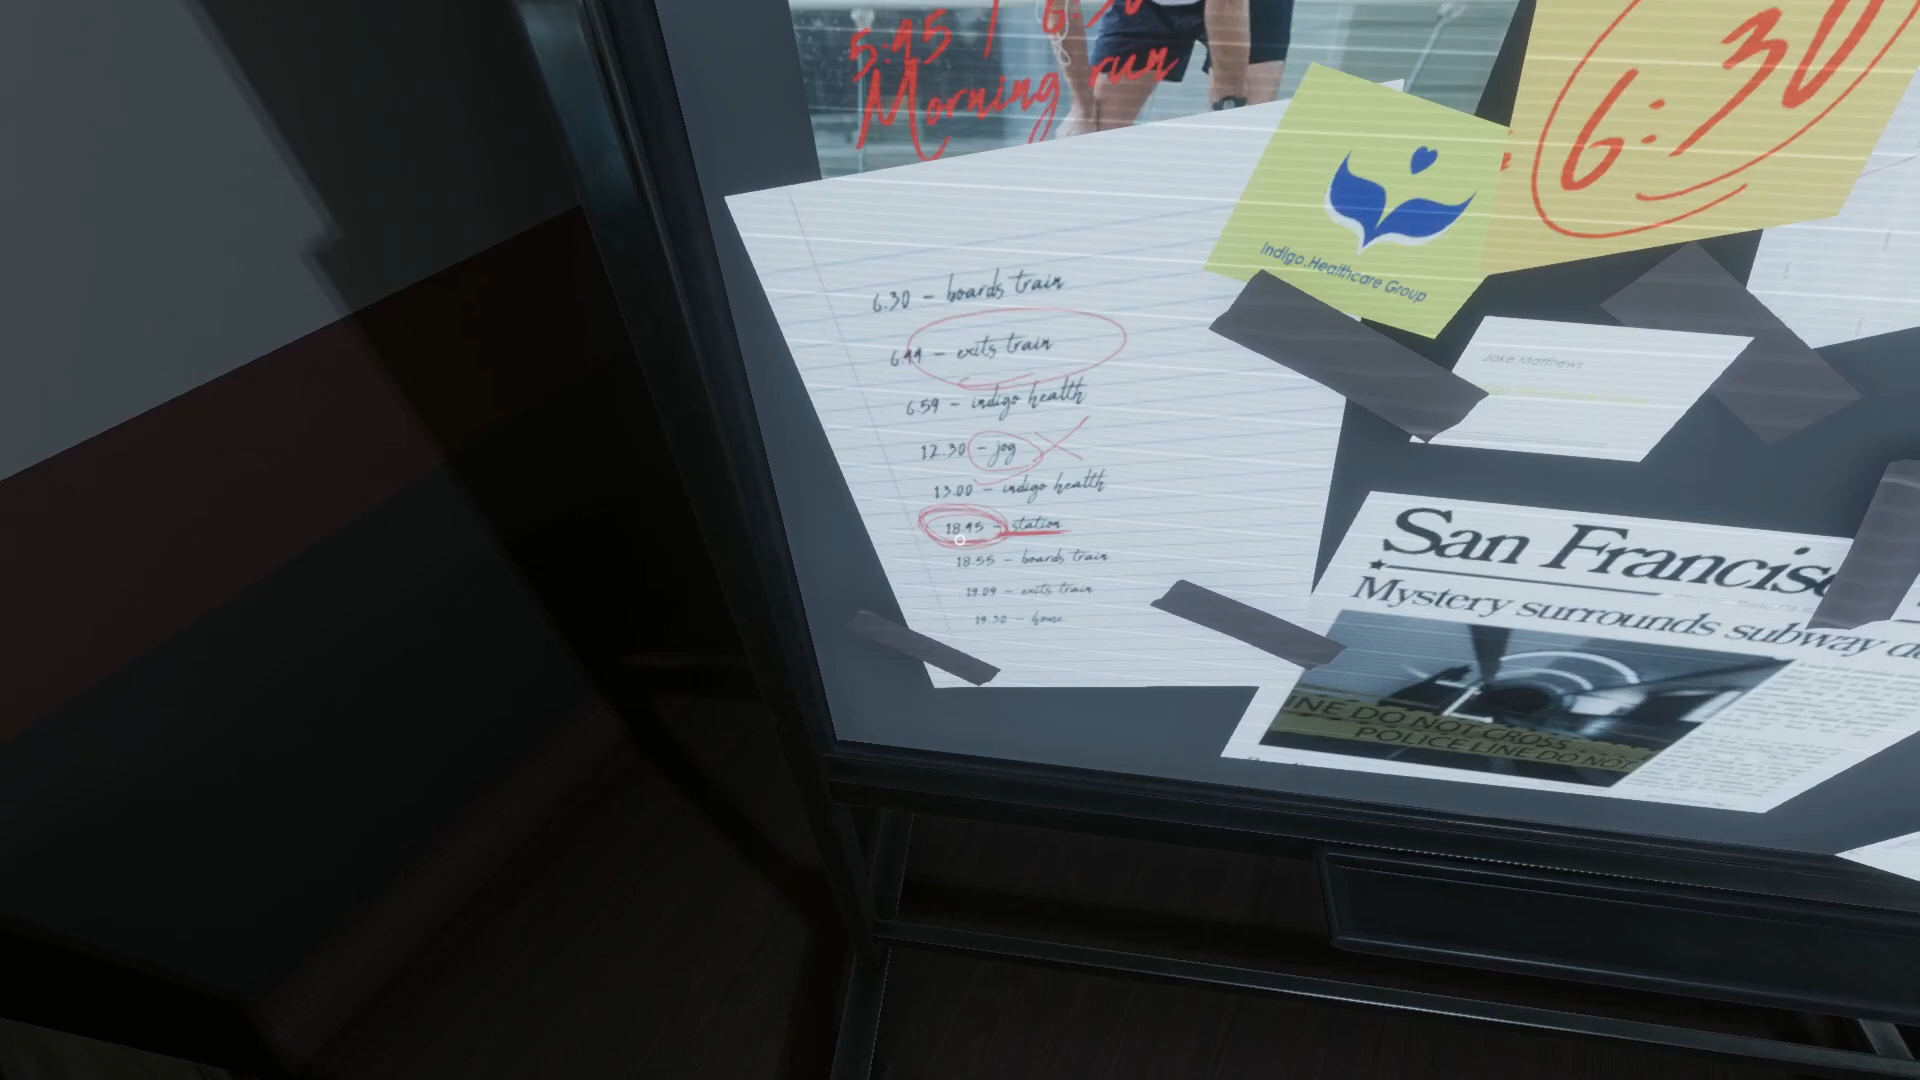 5:45 / 6:30
Morning run
6:30
Indigo.Healthcare Group
6.30 - boards train
6.44 - exits train
6.59 - indigo health
12.30 - jog
13.00 - indigo health
18.45 - station
18.55 - boards train
19.09 - exits train
19.30 - home
Jake Matthews
San Francisc
Mystery surrounds subway d
INE DO NOT CROSS
POLICE LINE DO NOT